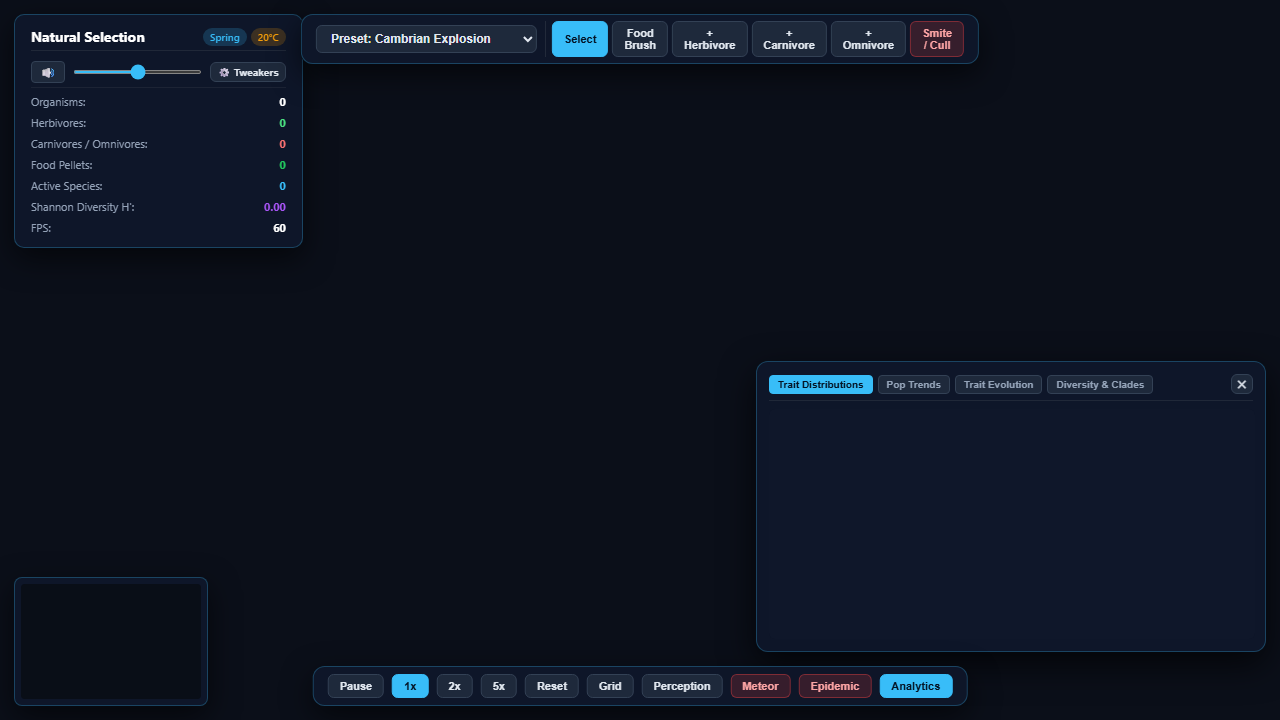 Natural Selection
Spring
20°C
Tweakers
Organisms: 0
Herbivores: 0
Carnivores / Omnivores: 0
Food Pellets: 0
Active Species: 0
Shannon Diversity H': 0.00
FPS: 60
Preset: Cambrian Explosion
Select
Food
Brush
+
Herbivore
+
Carnivore
+
Omnivore
Smite
/ Cull
Trait Distributions
Pop Trends
Trait Evolution
Diversity & Clades
Pause
1x
2x
5x
Reset
Grid
Perception
Meteor
Epidemic
Analytics